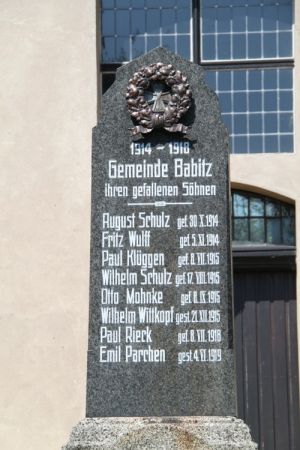 1914 - 1918
Gemeinde Babitz
ihren gefallenen Söhnen
August Schulz gef. 30.X.1914
Fritz Wulff gef. 5.XI.1914
Paul Klüggen gef. 8.VII.1915
Wilhelm Schulz gef. 17.VIII.1915
Otto Mohnke gef. 8.IX.1916
Wilhelm Wittkopf gest. 21.XII.1915
Paul Rieck gef. 8.VII.1918
Emil Parchen gest. 4.VI.1919